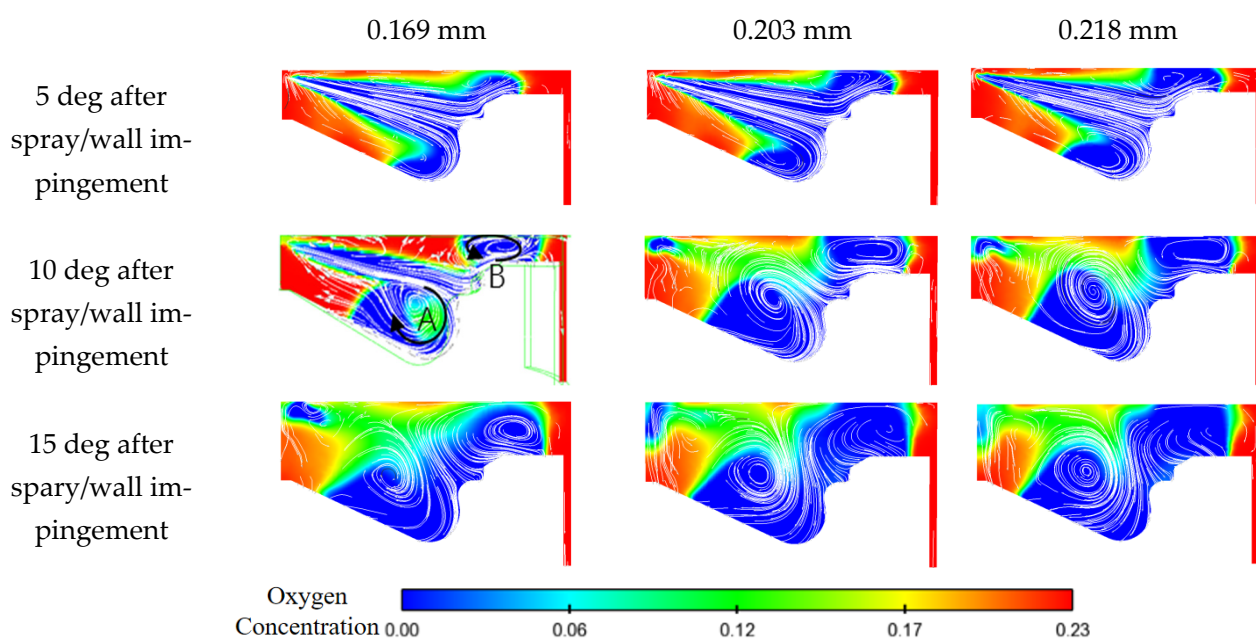 0.169 mm 0.203 mm 0.218 mm
5 deg after
spray/wall im-
pingement
10 deg after
spray/wall im-
pingement
A
B
15 deg after
spary/wall im-
pingement
Oxygen
Concentration
0.00 0.06 0.12 0.17 0.23